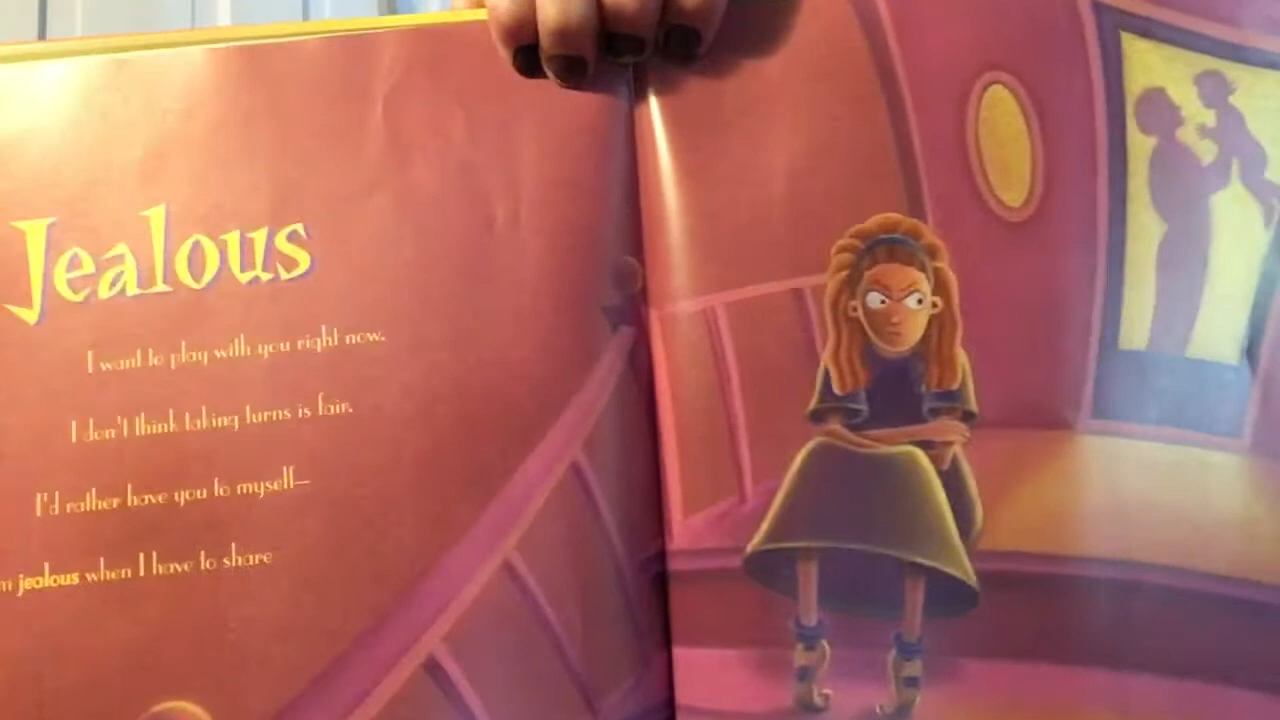 Jealous
I want to play with you right now.
I don't think taking turns is fair.
I'd rather have you to myself—
jealous when I have to share